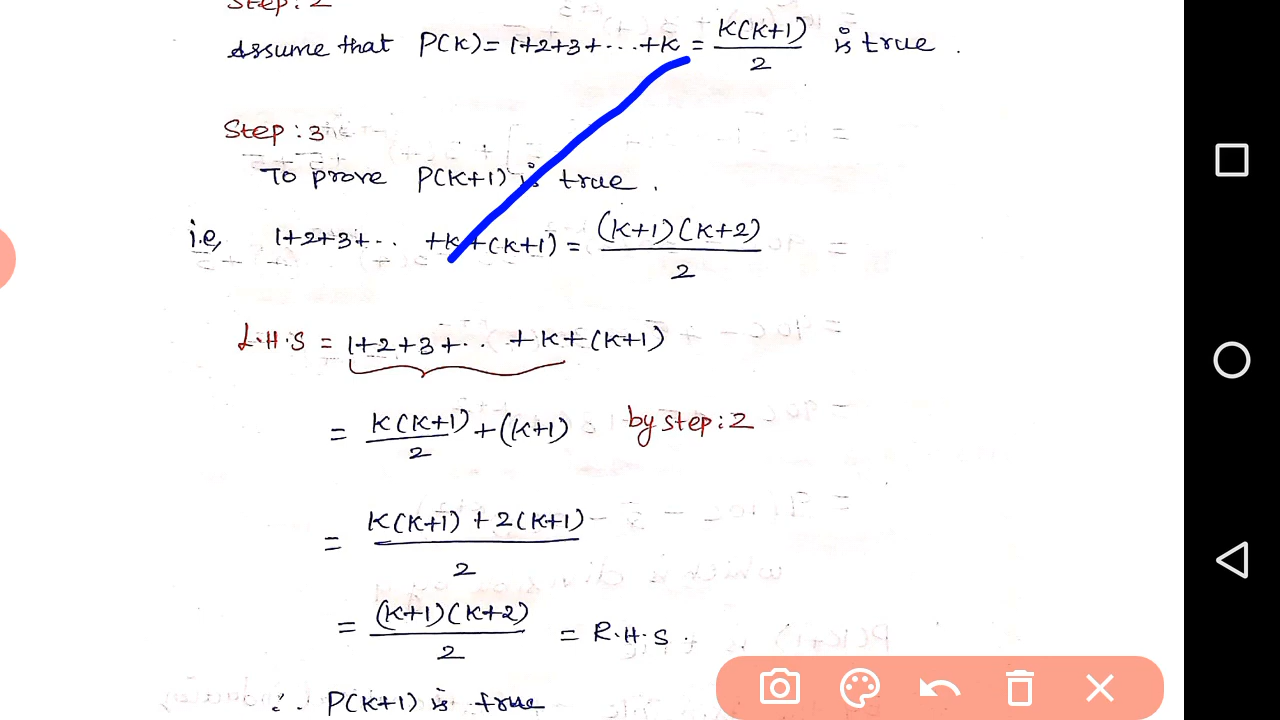 Step: 2
Assume that P(K) = 1+2+3+ ... +K = K(K+1)/2 is true.
Step : 3
To prove P(K+1) is true.
i.e, 1+2+3+ .. +K+(K+1) = (K+1)(K+2)/2
L.H.S = 1+2+3+ .. +K+(K+1)
= K(K+1)/2 +(K+1) by step: 2
= K(K+1) + 2(K+1)/2
= (K+1)(K+2)/2 = R.H.S.
∴ P(K+1) is true